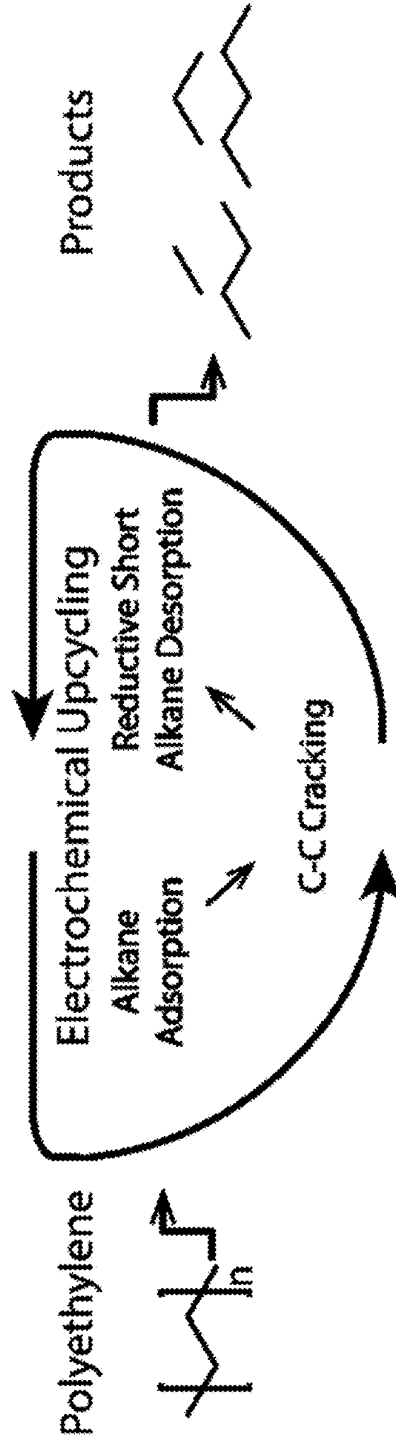 Polyethylene
n
Electrochemical Upcycling
Alkane
Adsorption
C-C Cracking
Reductive Short
Alkane Desorption
Products